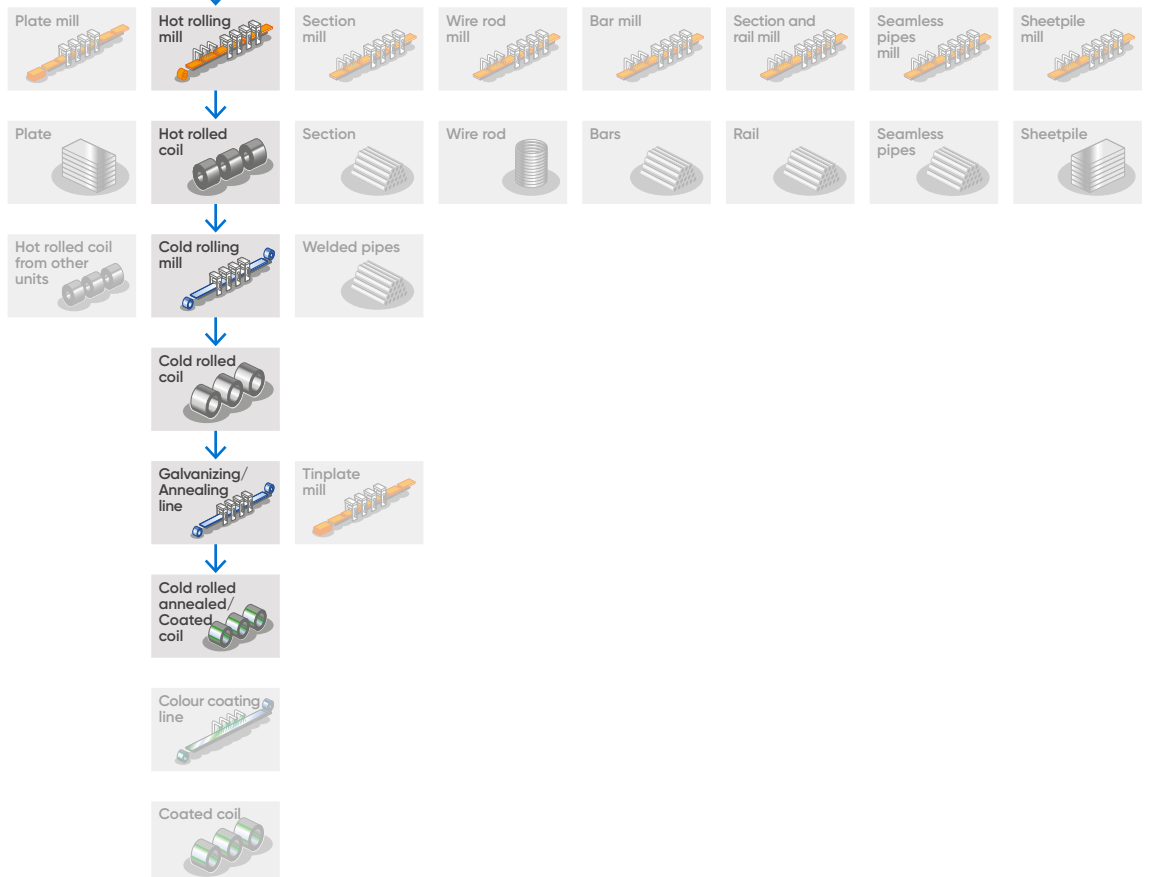 Plate mill
Hot rolling
mill
Section
mill
Wire rod
mill
Bar mill
Section and
rail mill
Seamless
pipes
mill
Sheetpile
mill
Plate
Hot rolled
coil
Section
Wire rod
Bars
Rail
Seamless
pipes
Sheetpile
Hot rolled coil
from other
units
Cold rolling
mill
Welded pipes
Cold rolled
coil
Galvanizing/
Annealing
line
Tinplate
mill
Cold rolled
annealed/
Coated
coil
Colour coating
line
Coated coil